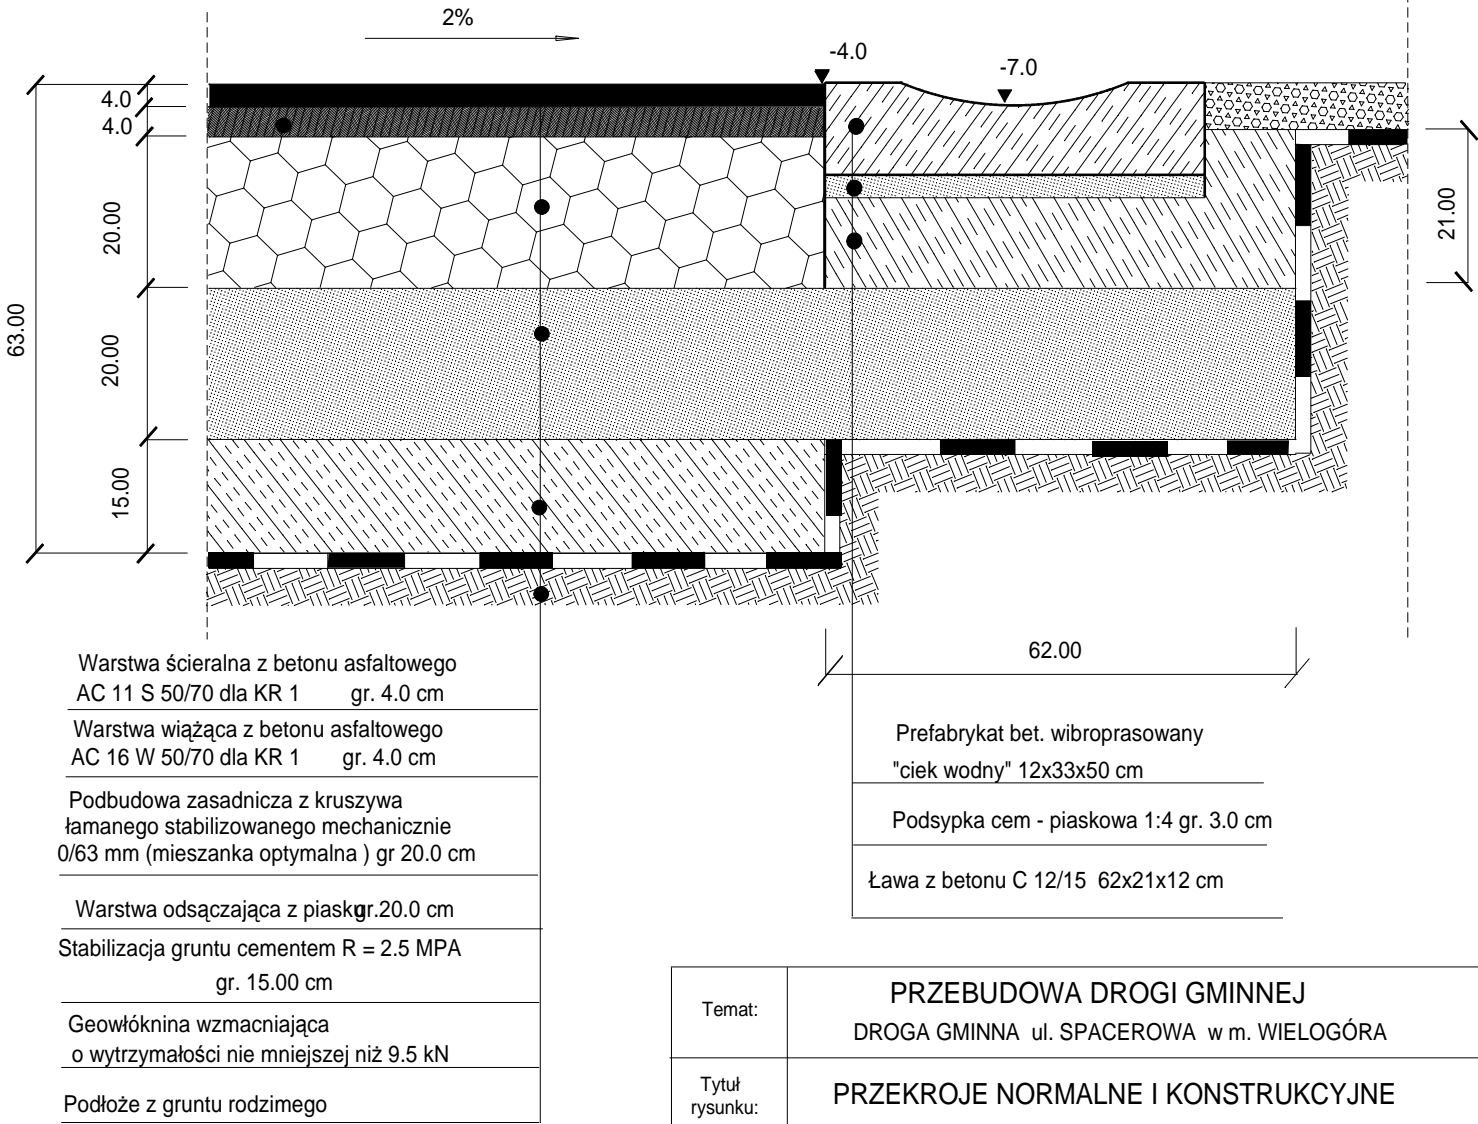 2%
-4.0
-7.0
4.0
4.0
20.00
63.00
20.00
15.00
21.00
62.00
Warstwa ścieralna z betonu asfaltowego
AC 11 S 50/70 dla KR 1 gr. 4.0 cm
Warstwa wiążąca z betonu asfaltowego
AC 16 W 50/70 dla KR 1 gr. 4.0 cm
Podbudowa zasadnicza z kruszywa
łamanego stabilizowanego mechanicznie
0/63 mm (mieszanka optymalna ) gr 20.0 cm
Warstwa odsączająca z piasku gr.20.0 cm
Stabilizacja gruntu cementem R = 2.5 MPA
gr. 15.00 cm
Geowłóknina wzmacniająca
o wytrzymałości nie mniejszej niż 9.5 kN
Podłoże z gruntu rodzimego
Prefabrykat bet. wibroprasowany
"ciek wodny" 12x33x50 cm
Podsypka cem - piaskowa 1:4 gr. 3.0 cm
Ława z betonu C 12/15 62x21x12 cm
Temat:
PRZEBUDOWA DROGI GMINNEJ
DROGA GMINNA ul. SPACEROWA w m. WIELOGÓRA
Tytuł
rysunku:
PRZEKROJE NORMALNE I KONSTRUKCYJNE